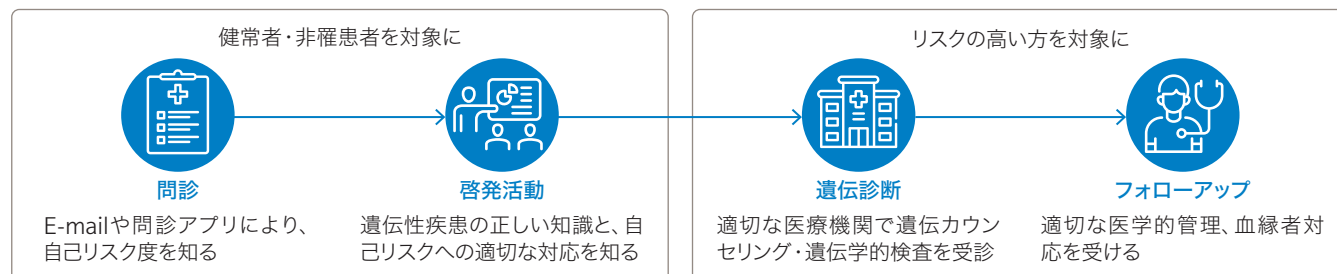 健常者・非罹患者を対象に
問診
E-mailや問診アプリにより、
自己リスク度を知る
啓発活動
遺伝性疾患の正しい知識と、自
己リスクへの適切な対応を知る
リスクの高い方を対象に
遺伝診断
適切な医療機関で遺伝カウン
セリング・遺伝学的検査を受診
フォローアップ
適切な医学的管理、血縁者対
応を受ける